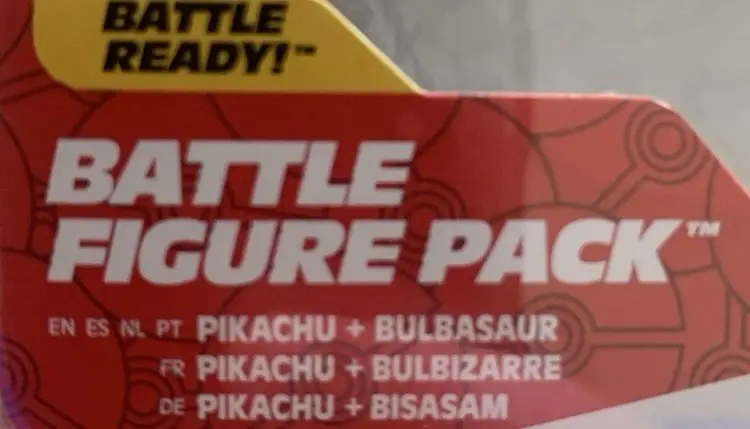 BATTLE
READY!™
BATTLE
FIGURE PACK™
EN ES NL PT PIKACHU + BULBASAUR
FR PIKACHU + BULBIZARRE
DE PIKACHU + BISASAM